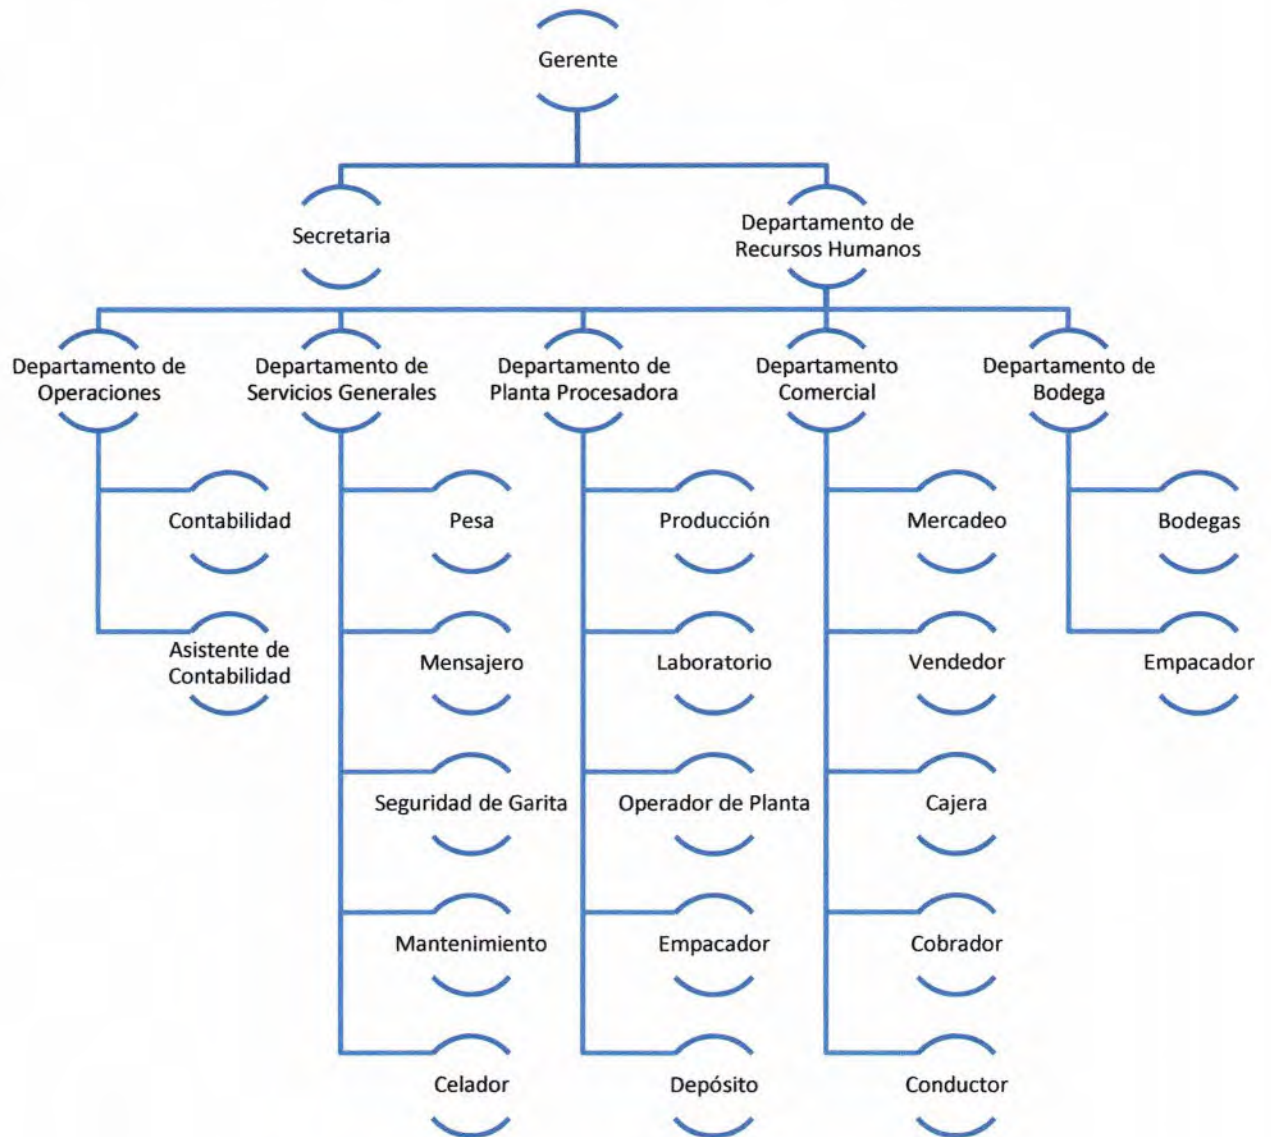 Gerente
Secretaria
Departamento de
Recursos Humanos
Departamento de
Operaciones
Departamento de
Servicios Generales
Departamento de
Planta Procesadora
Departamento
Comercial
Departamento de
Bodega
Contabilidad
Asistente de
Contabilidad
Pesa
Mensajero
Seguridad de Garita
Mantenimiento
Celador
Producción
Laboratorio
Operador de Planta
Empacador
Depósito
Mercadeo
Vendedor
Cajera
Cobrador
Conductor
Bodegas
Empacador